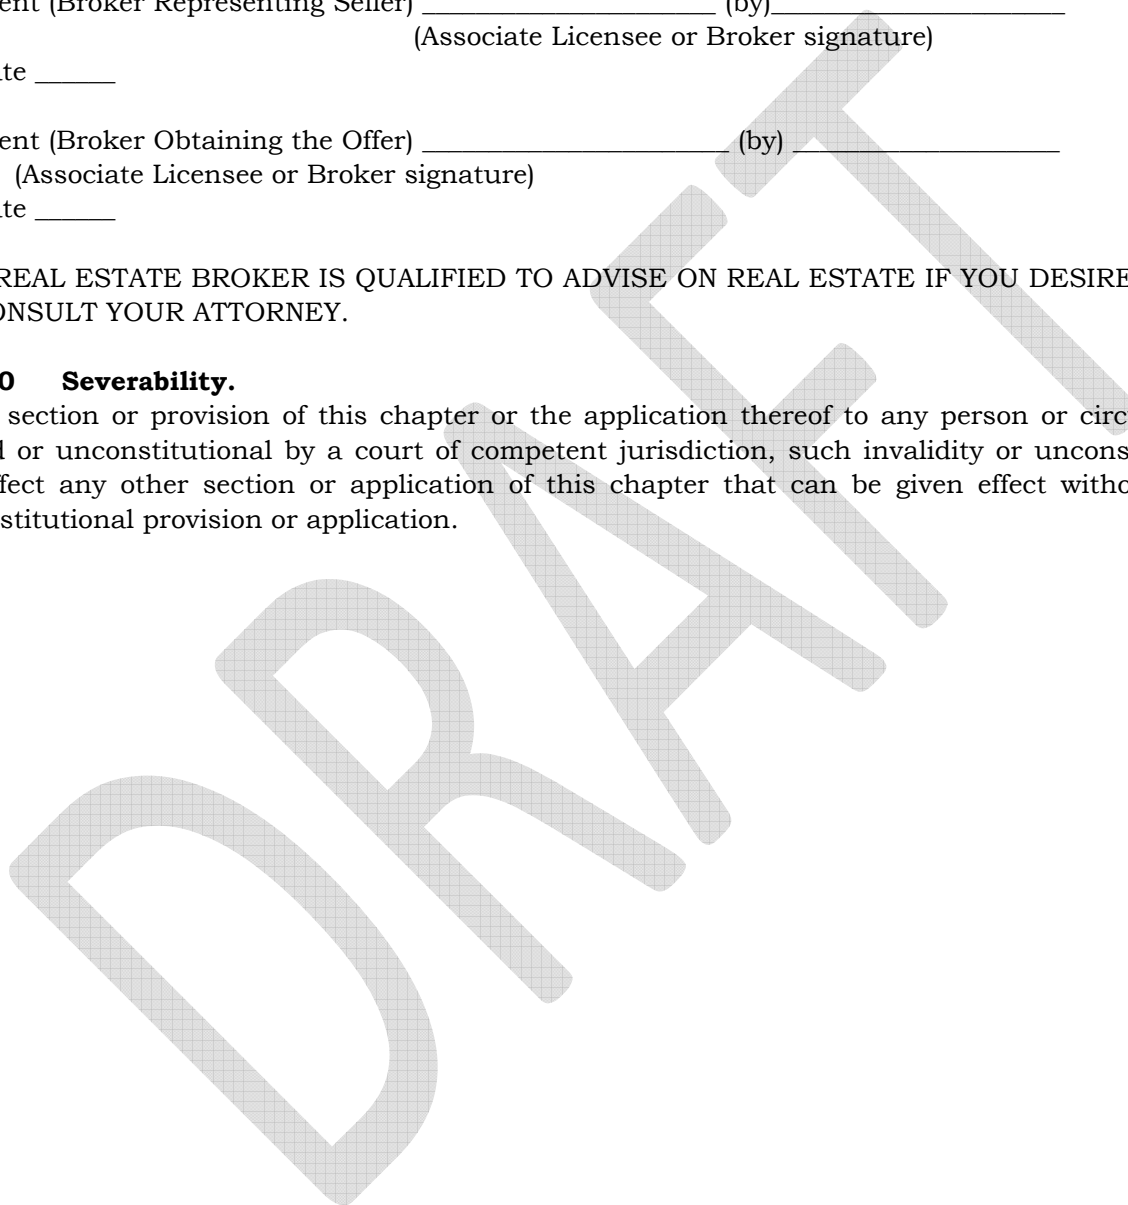 ent (Broker Representing Seller) ______________________ (by)______________________
(Associate Licensee or Broker signature)
te ______
ent (Broker Obtaining the Offer) _______________________ (by) ____________________
(Associate Licensee or Broker signature)
te ______
REAL ESTATE BROKER IS QUALIFIED TO ADVISE ON REAL ESTATE IF YOU DESIRE
ONSULT YOUR ATTORNEY.
0 Severability.
section or provision of this chapter or the application thereof to any person or circ
d or unconstitutional by a court of competent jurisdiction, such invalidity or uncons
ffect any other section or application of this chapter that can be given effect witho
stitutional provision or application.
DRAFT